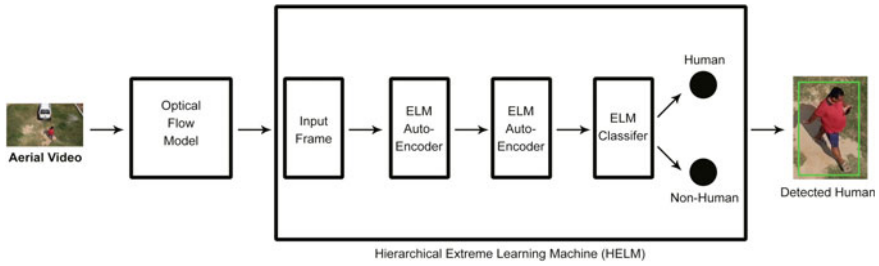 Aerial Video
Optical
Flow
Model
Input
Frame
ELM
Auto-
Encoder
ELM
Auto-
Encoder
ELM
Classifer
Human
Non-Human
Detected Human
Hierarchical Extreme Learning Machine (HELM)